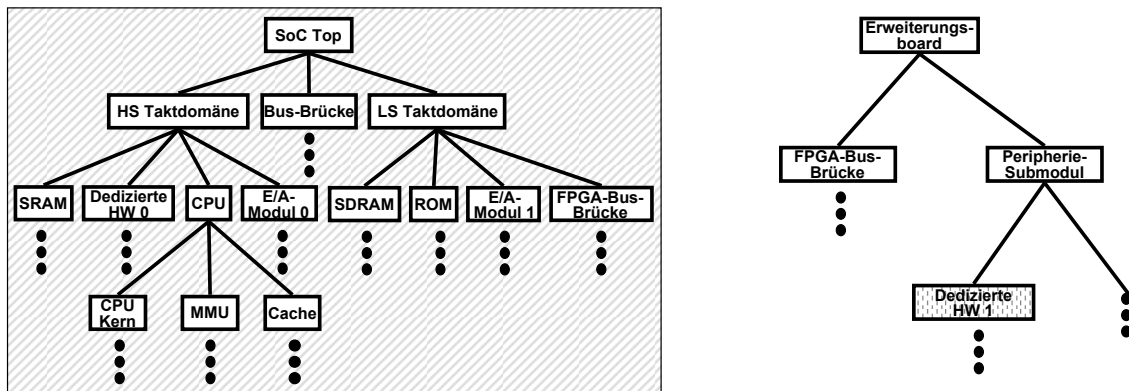 SoC Top
HS Taktdomäne
Bus-Brücke
LS Taktdomäne
SRAM
Dedizierte
HW 0
CPU
E/A-
Modul 0
SDRAM
ROM
E/A-
Modul 1
FPGA-Bus-
Brücke
CPU
Kern
MMU
Cache
Erweiterungs-
board
FPGA-Bus-
Brücke
Peripherie-
Submodul
Dedizierte
HW 1